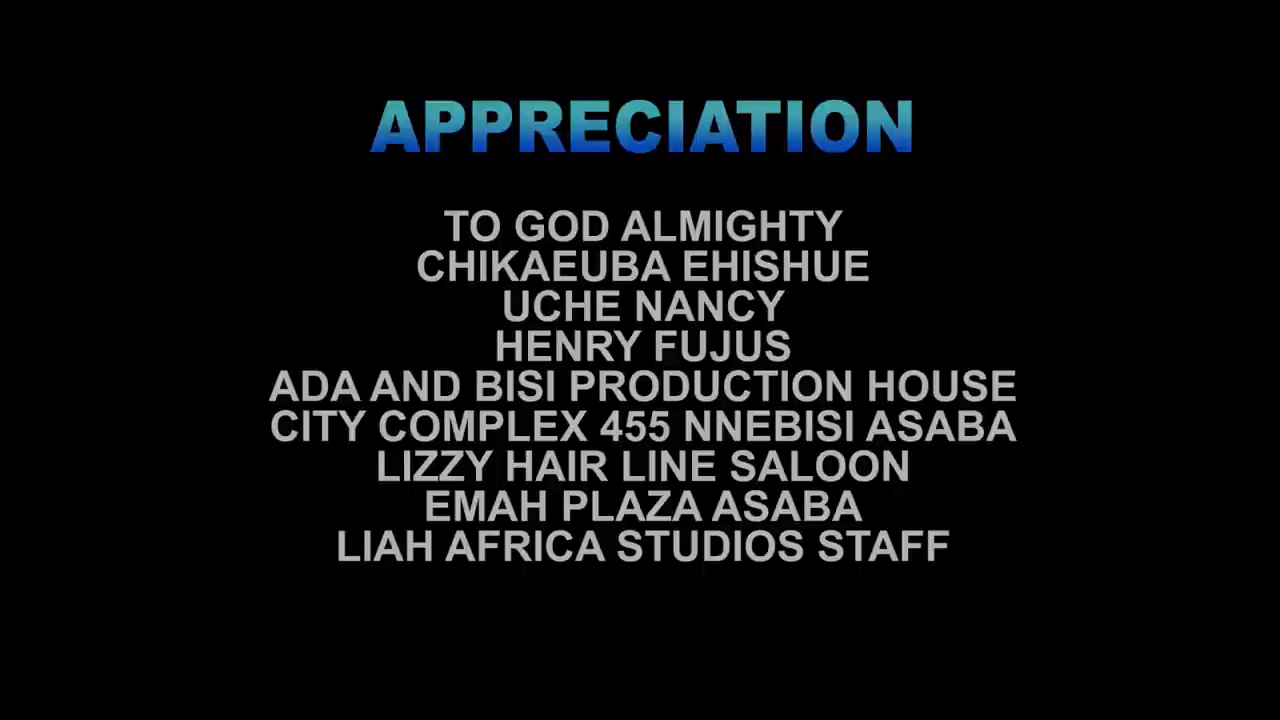 APPRECIATION
TO GOD ALMIGHTY
CHIKAEUBA EHISHUE
UCHE NANCY
HENRY FUJUS
ADA AND BISI PRODUCTION HOUSE
CITY COMPLEX 455 NNEBISI ASABA
LIZZY HAIR LINE SALOON
EMAH PLAZA ASABA
LIAH AFRICA STUDIOS STAFF